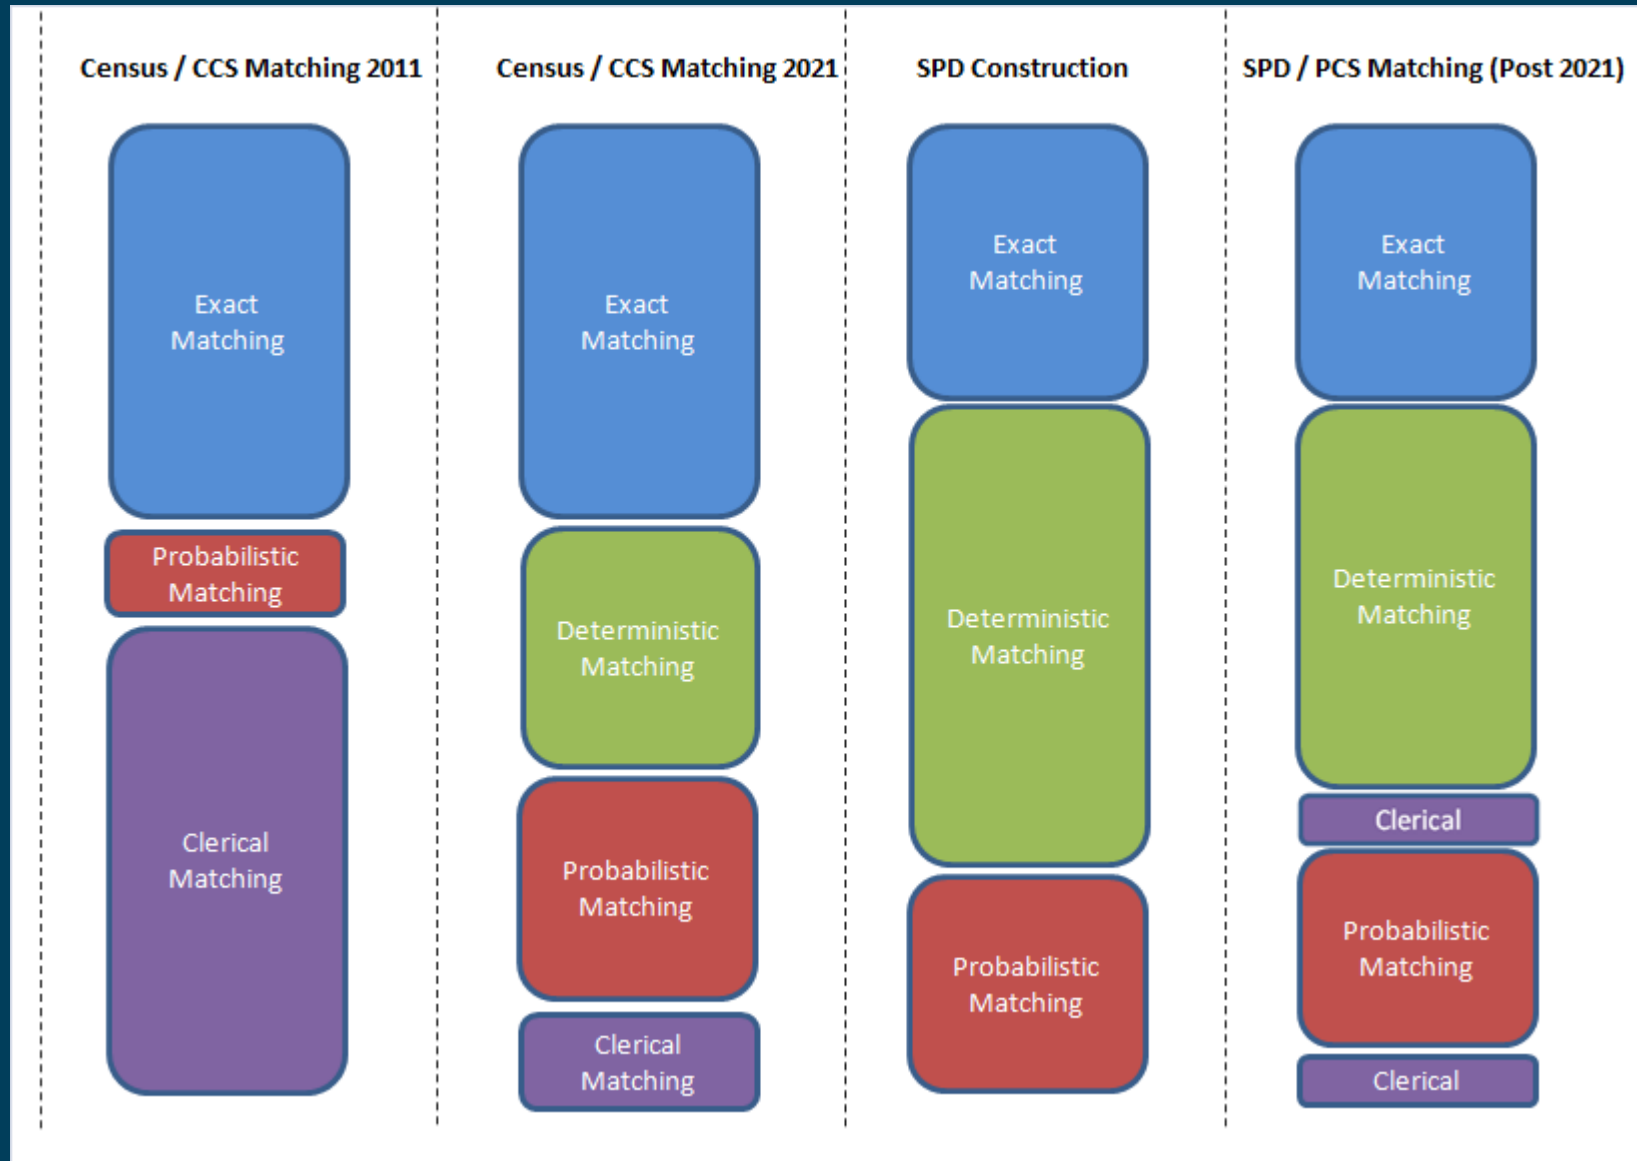 Census / CCS Matching 2011
Exact
Matching
Probabilistic
Matching
Clerical
Matching
Census / CCS Matching 2021
Exact
Matching
Deterministic
Matching
Probabilistic
Matching
Clerical
Matching
SPD Construction
Exact
Matching
Deterministic
Matching
Probabilistic
Matching
SPD / PCS Matching (Post 2021)
Exact
Matching
Deterministic
Matching
Clerical
Probabilistic
Matching
Clerical